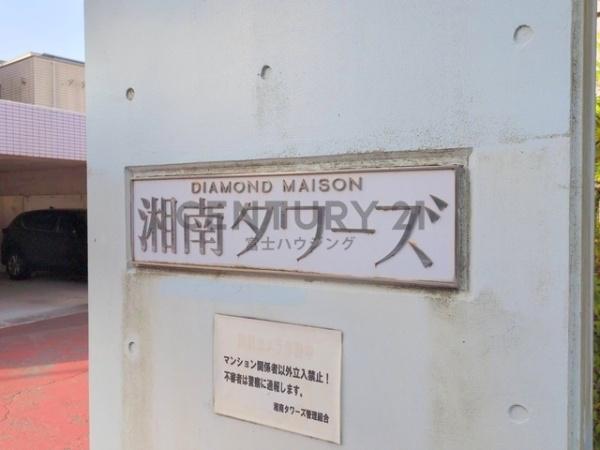 DIAMOND MAISON
湘南タワーズ
CENTURY 21
富士ハウジング
マンション関係者以外立入禁止!
不審者は警察に通報します。
湘南タワーズ管理組合